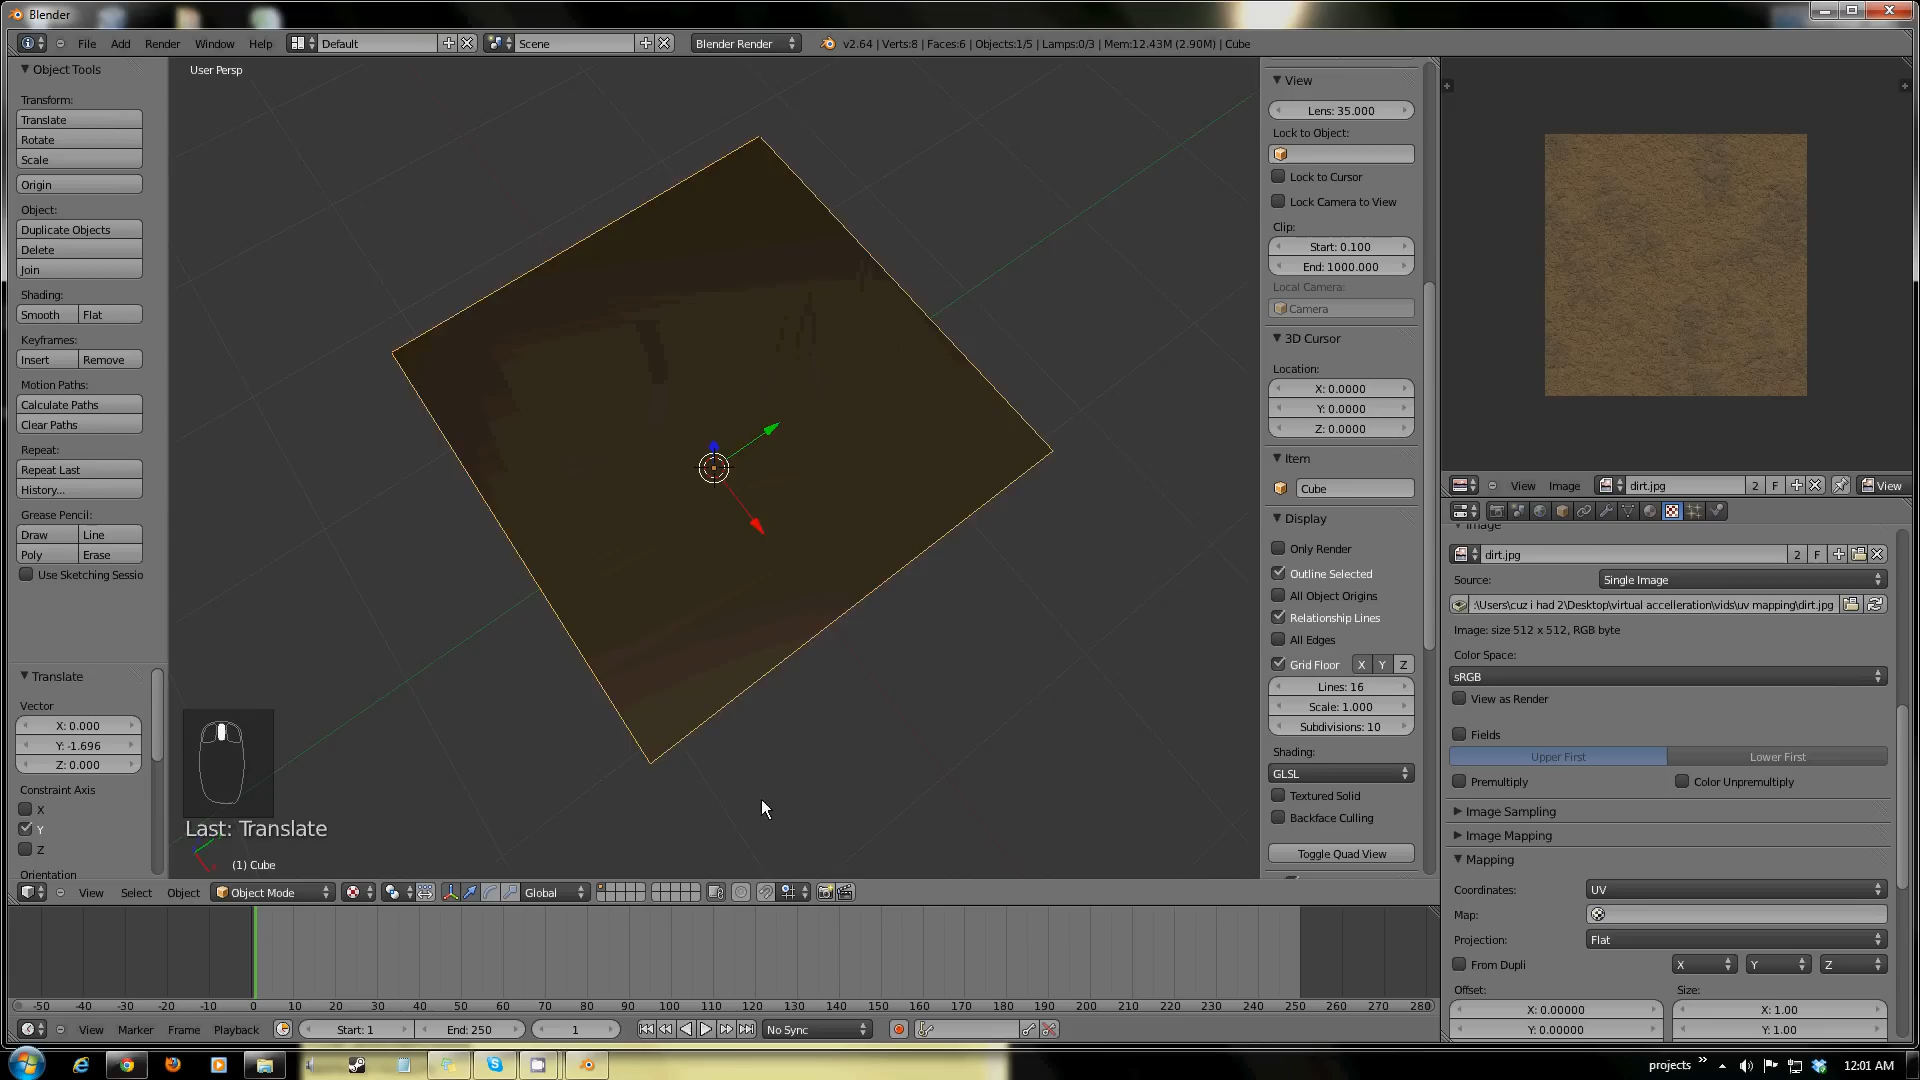 Blender
File Add Render Window Help Default Scene Blender Render v2.64 | Verts:8 | Faces:6 | Objects:1/5 | Lamps:0/3 | Mem:12.43M (2.90M) | Cube
Object Tools
Transform:
Translate
Rotate
Scale
Origin
Object:
Duplicate Objects
Delete
Join
Shading:
Smooth Flat
Keyframes:
Insert Remove
Motion Paths:
Calculate Paths
Clear Paths
Repeat:
Repeat Last
History...
Grease Pencil:
Draw Line
Poly Erase
Use Sketching Sessio
Translate
Vector
X: 0.000
Y: -1.696
Z: 0.000
Constraint Axis
X
Y
Z
Orientation
User Persp
Last: Translate
(1) Cube
View Select Object Object Mode Global
View
Lens: 35.000
Lock to Object:
Lock to Cursor
Lock Camera to View
Clip:
Start: 0.100
End: 1000.000
Local Camera:
Camera
3D Cursor
Location:
X: 0.0000
Y: 0.0000
Z: 0.0000
Item
Cube
Display
Only Render
Outline Selected
All Object Origins
Relationship Lines
All Edges
Grid Floor X Y Z
Lines: 16
Scale: 1.000
Subdivisions: 10
Shading:
GLSL
Textured Solid
Backface Culling
Toggle Quad View
View Image dirt.jpg 2 F View
Image
dirt.jpg 2 F
Source: Single Image
:\Users\cuz i had 2\Desktop\virtual accelleration\vids\uv mapping\dirt.jpg
Image: size 512 x 512, RGB byte
Color Space:
sRGB
View as Render
Fields
Upper First Lower First
Premultiply Color Unpremultiply
Image Sampling
Image Mapping
Mapping
Coordinates: UV
Map:
Projection: Flat
From Dupli X Y Z
Offset: Size:
X: 0.00000 X: 1.00
Y: 0.00000 Y: 1.00
-50 -40 -30 -20 -10 0 10 20 30 40 50 60 70 80 90 100 110 120 130 140 150 160 170 180 190 200 210 220 230 240 250 260 270 280
View Marker Frame Playback Start: 1 End: 250 1 No Sync
projects 12:01 AM